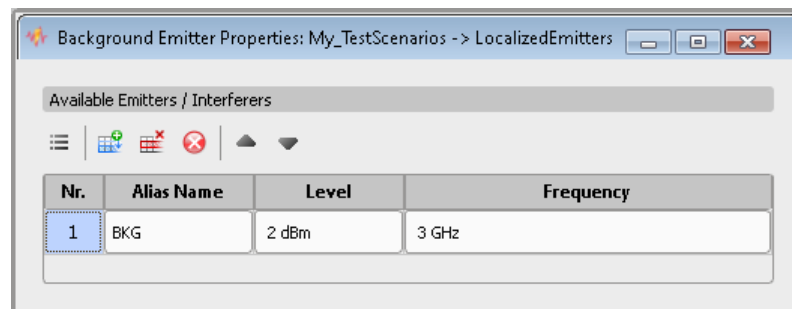 Background Emitter Properties: My_TestScenarios -> LocalizedEmitters
Available Emitters / Interferers
Nr. Alias Name Level Frequency
1 BKG 2 dBm 3 GHz